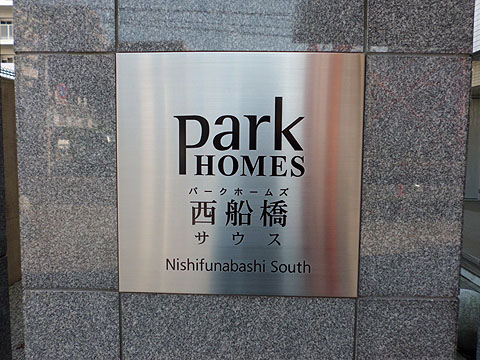 park
HOMES
パークホームズ
西船橋
サウス
Nishifunabashi South